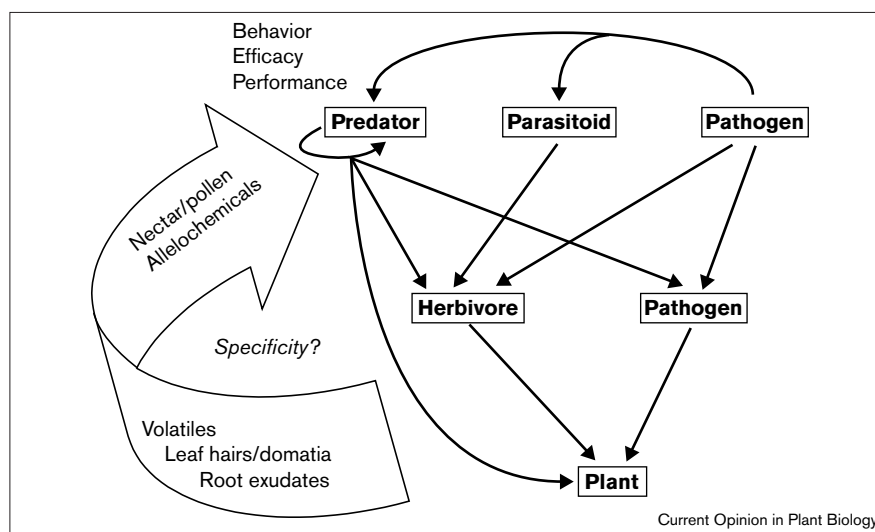 Behavior
Efficacy
Performance
Predator
Parasitoid
Pathogen
Nectar/pollen
Allelochemicals
Herbivore
Pathogen
Specificity?
Volatiles
Leaf hairs/domatia
Root exudates
Plant
Current Opinion in Plant Biology